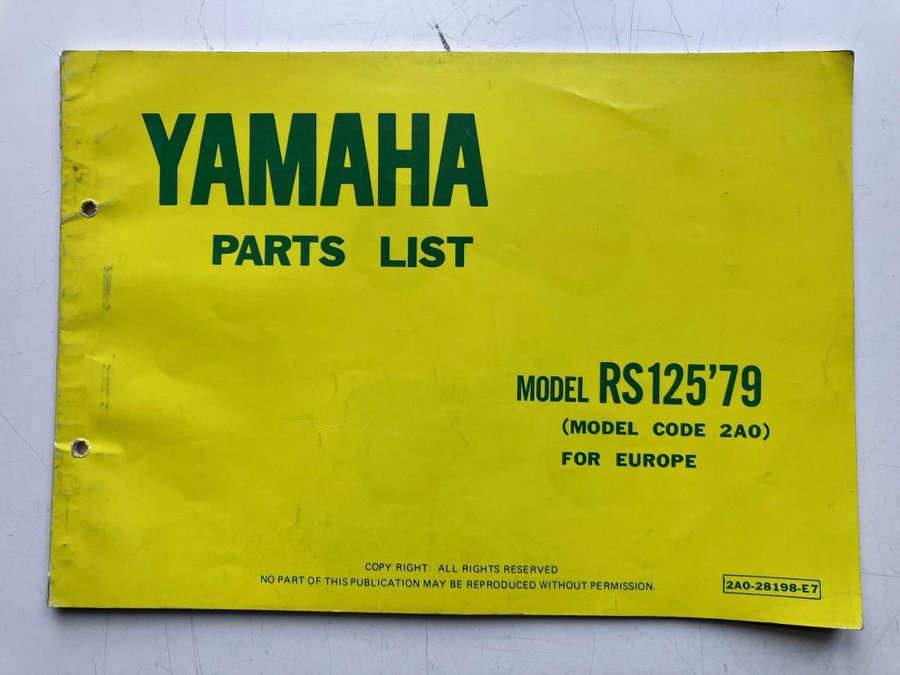 YAMAHA
PARTS LIST
MODEL RS125'79
(MODEL CODE 2A0)
FOR EUROPE
COPY RIGHT: ALL RIGHTS RESERVED
NO PART OF THIS PUBLICATION MAY BE REPRODUCED WITHOUT PERMISSION.
2A0-28198-E7